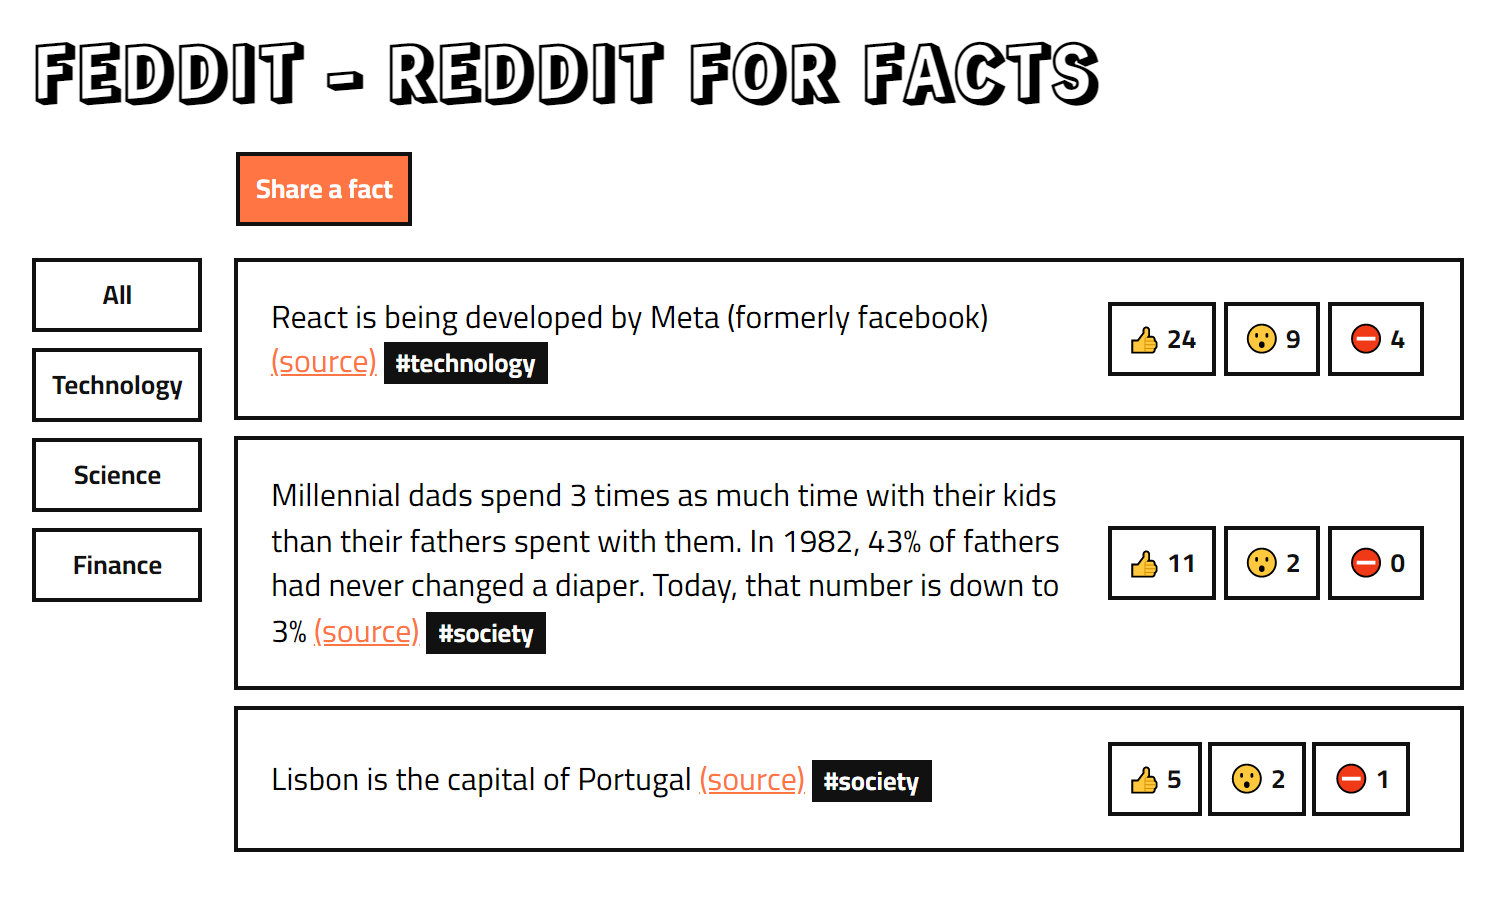 FEDDIT - REDDIT FOR FACTS
Share a fact
All
Technology
Science
Finance
React is being developed by Meta (formerly facebook)
(source) #technology
👍 24 😯 9 ⛔ 4
Millennial dads spend 3 times as much time with their kids
than their fathers spent with them. In 1982, 43% of fathers
had never changed a diaper. Today, that number is down to
3% (source) #society
👍 11 😯 2 ⛔ 0
Lisbon is the capital of Portugal (source) #society
👍 5 😯 2 ⛔ 1